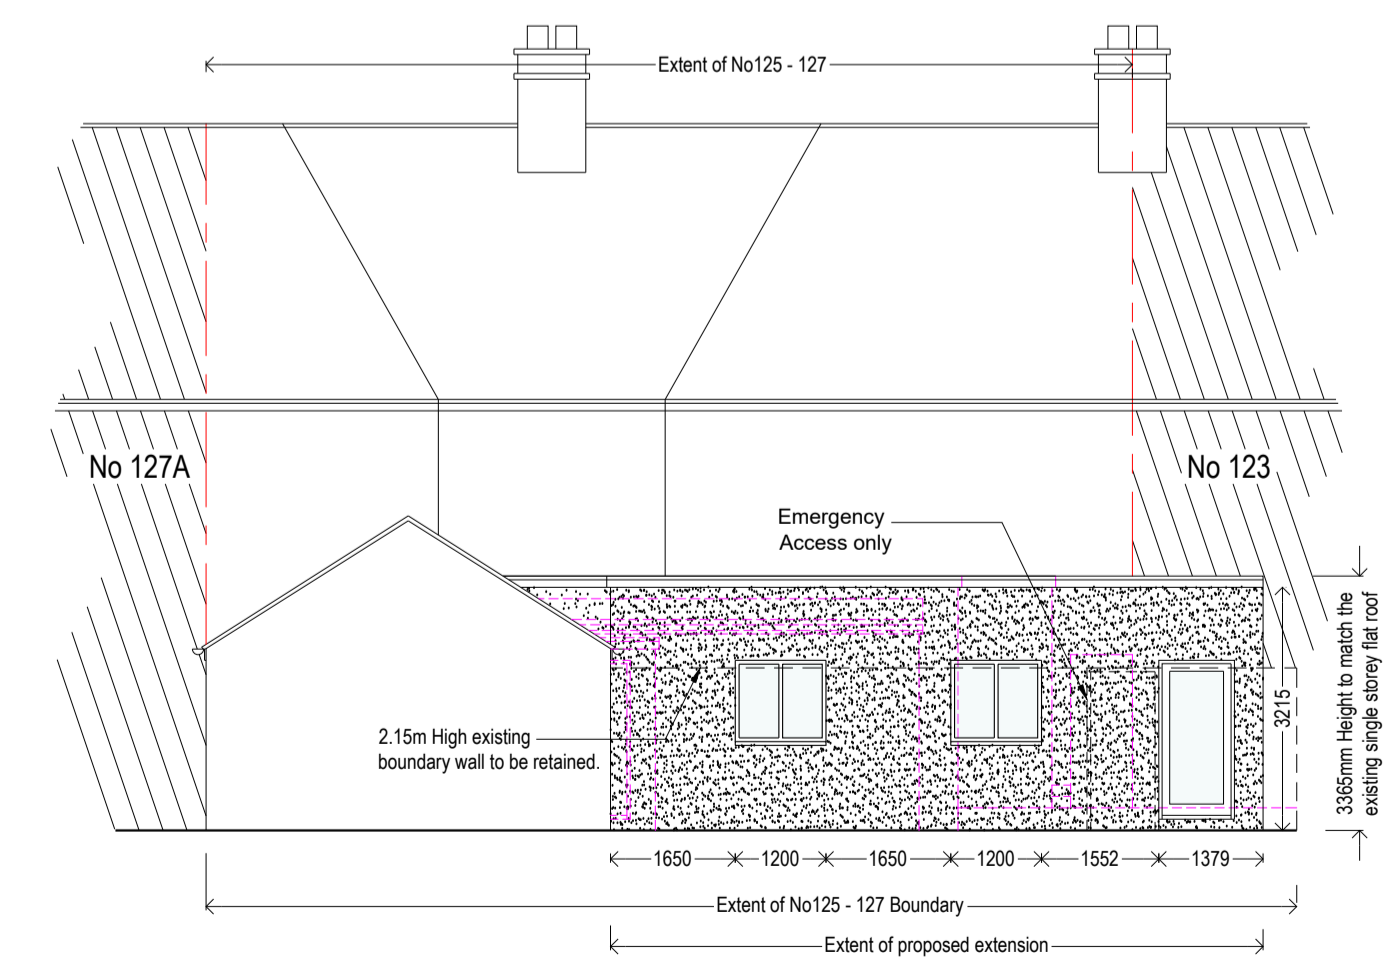 Extent of No125 - 127
No 127A
No 123
Emergency
Access only
2.15m High existing
boundary wall to be retained.
3215
3365mm Height to match the
existing single storey flat roof
1650
1200
1650
1200
1552
1379
Extent of No125 - 127 Boundary
Extent of proposed extension